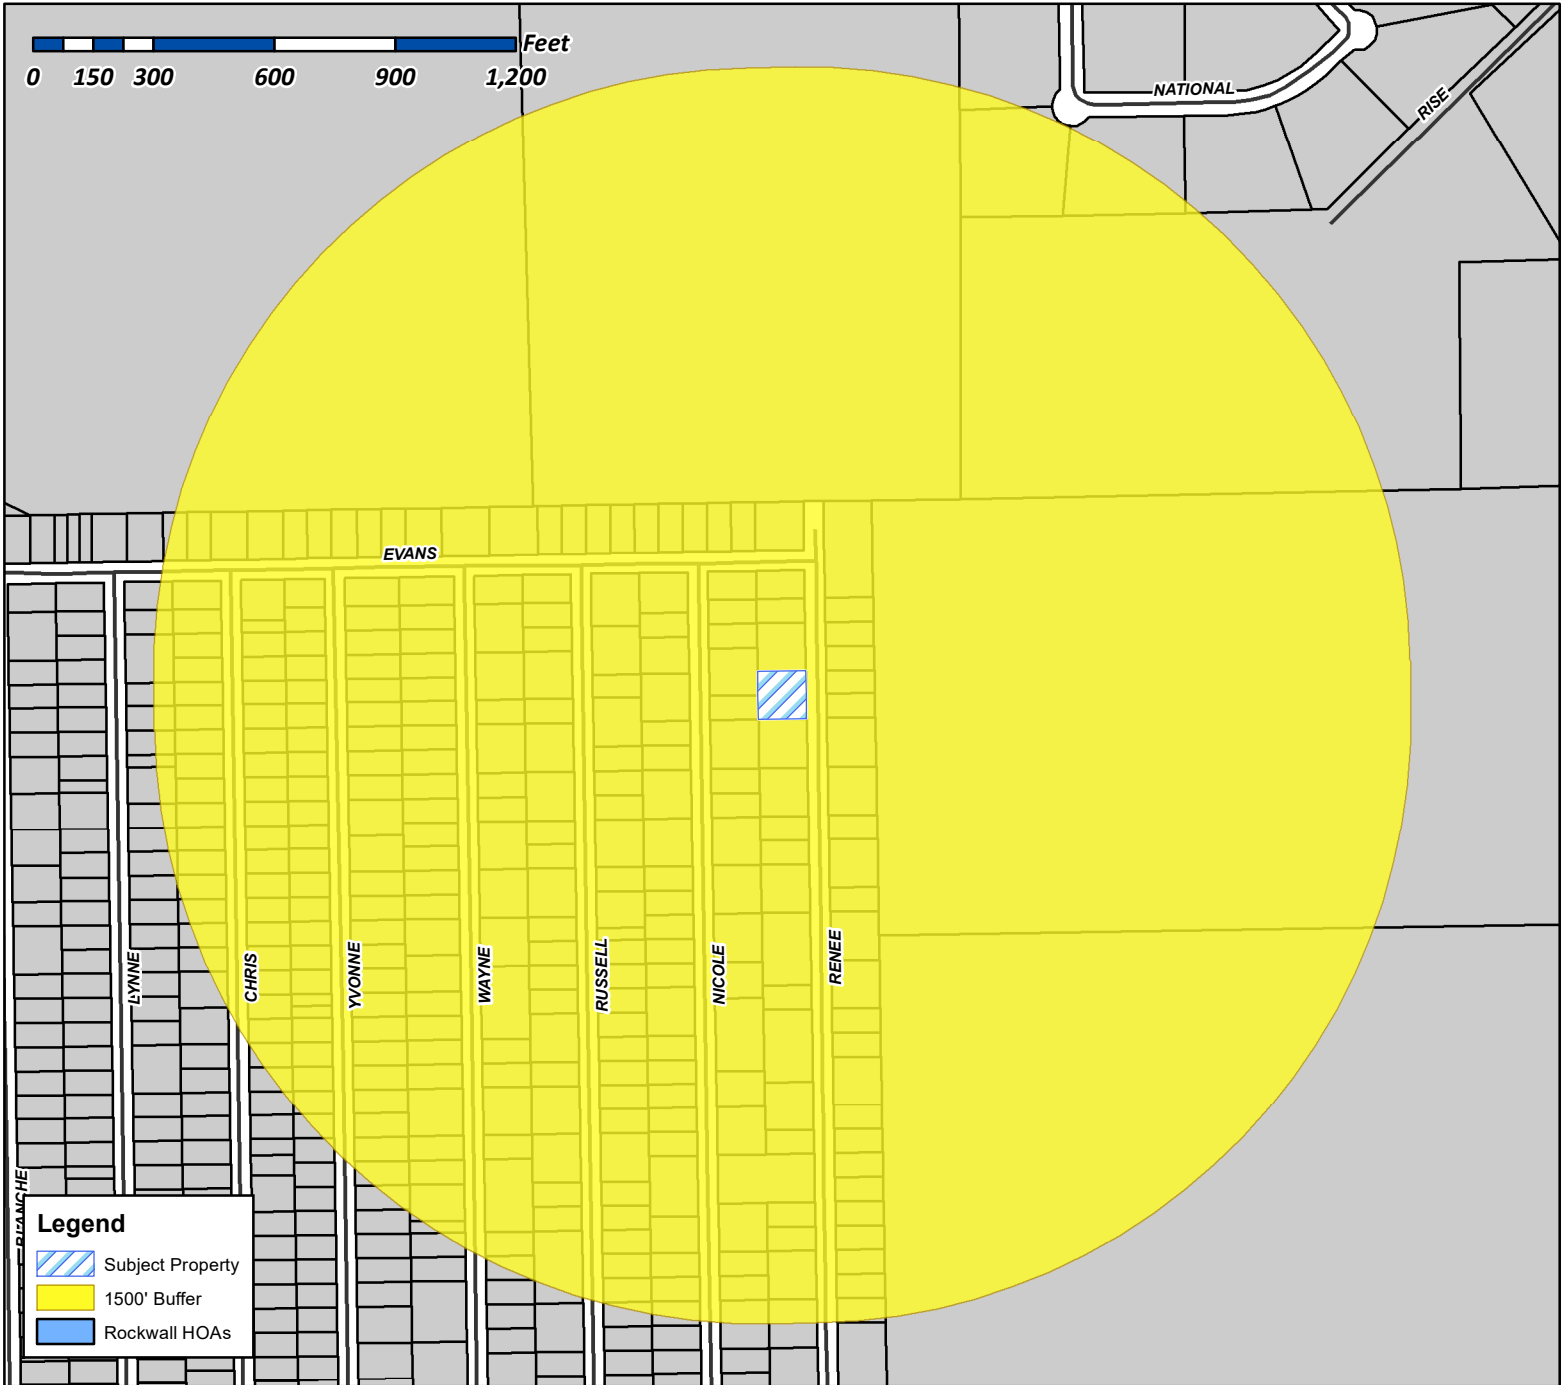 Feet
0 150 300 600 900 1,200
NATIONAL
RISE
EVANS
LYNNE
CHRIS
YVONNE
WAYNE
RUSSELL
NICOLE
RENEE
BLANCHE
Legend
Subject Property
1500' Buffer
Rockwall HOAs